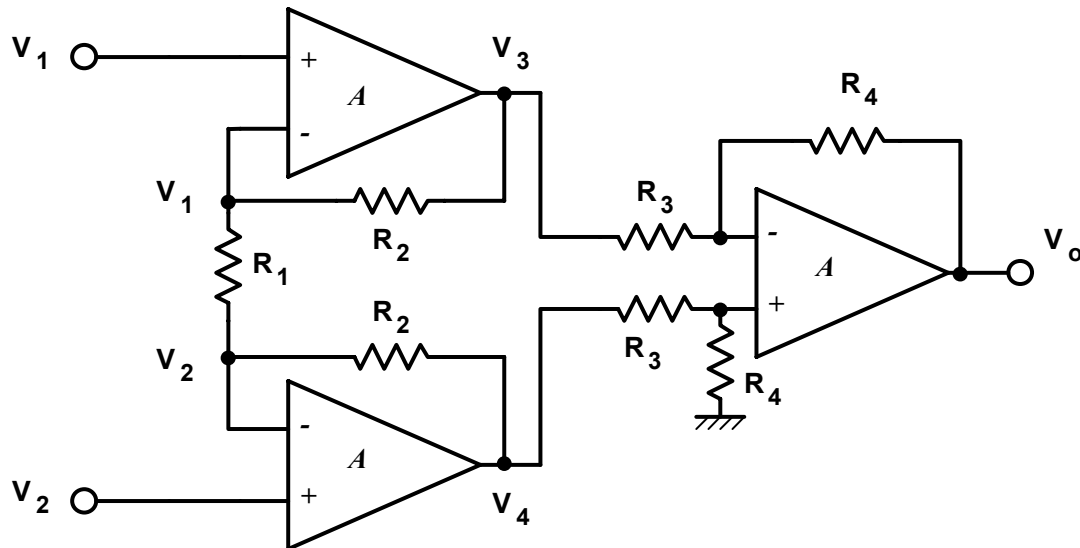 V1
+
A
-
V3
R4
V1
R2
R3
-
A
+
Vo
R1
R2
R3
R4
V2
-
A
+
V2
V4